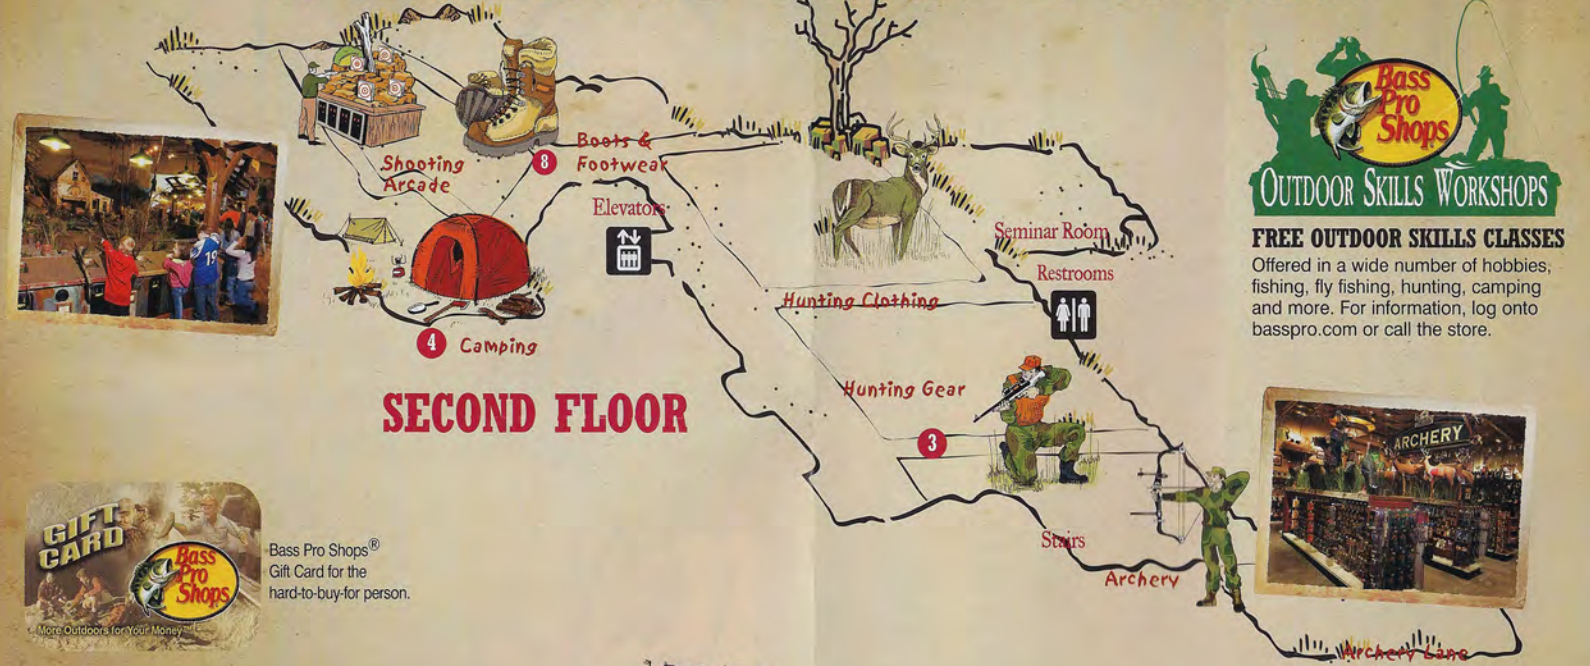 Shooting
Arcade
8
Boots &
Footwear
Elevators
4
Camping
SECOND FLOOR
Seminar Room
Restrooms
Hunting Clothing
Hunting Gear
3
Stairs
Archery
Archery Lane
19
Bass
Pro
Shops
OUTDOOR SKILLS WORKSHOPS
FREE OUTDOOR SKILLS CLASSES
Offered in a wide number of hobbies,
fishing, fly fishing, hunting, camping
and more. For information, log onto
basspro.com or call the store.
ARCHERY
GIFT
CARD
Bass
Pro
Shops
More Outdoors for Your Money™
Bass Pro Shops®
Gift Card for the
hard-to-buy-for person.